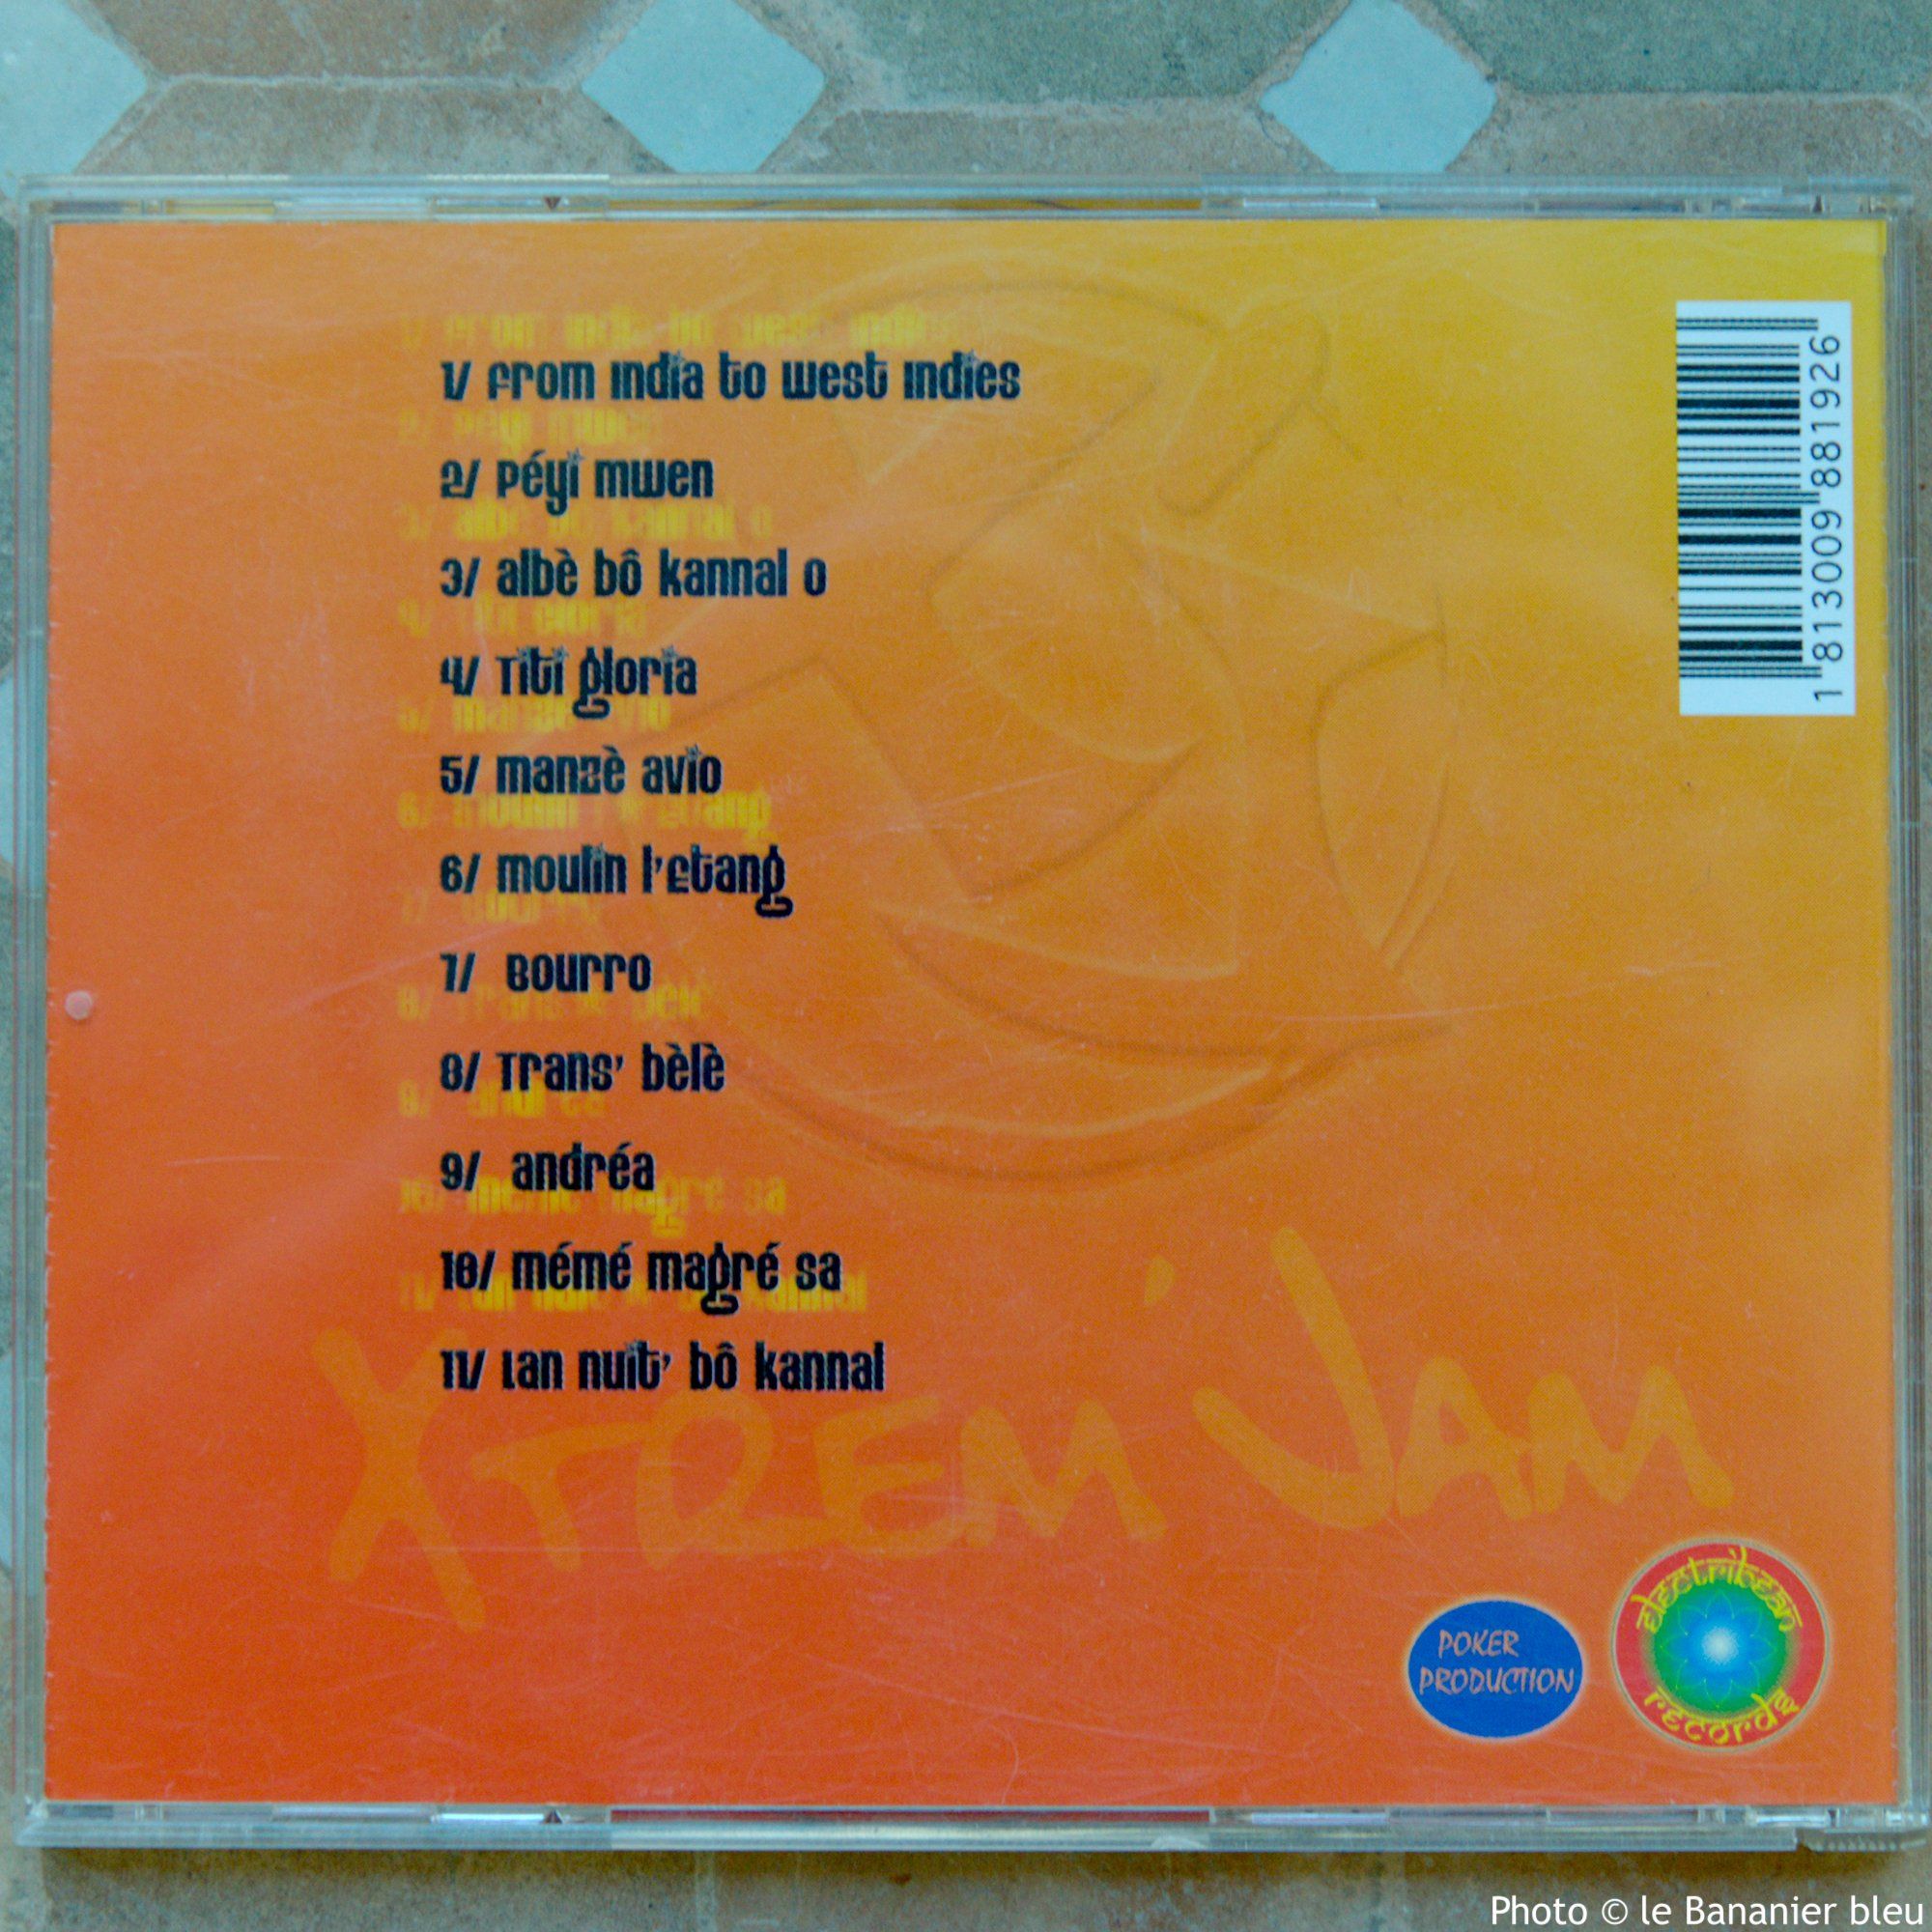 1/ From India to West Indies
2/ Péyi mwen
3/ albè bô kannal o
4/ Titi gloria
5/ manzè avio
6/ moulin l'Etang
7/ Bourro
8/ Trans' bèlè
9/ andréa
10/ mémé magré sa
11/ Lan nuit' bô kannal
XTREM'JAM
1 813009 881926
POKER
PRODUCTION
electribean
records
Photo © le Bananier bleu